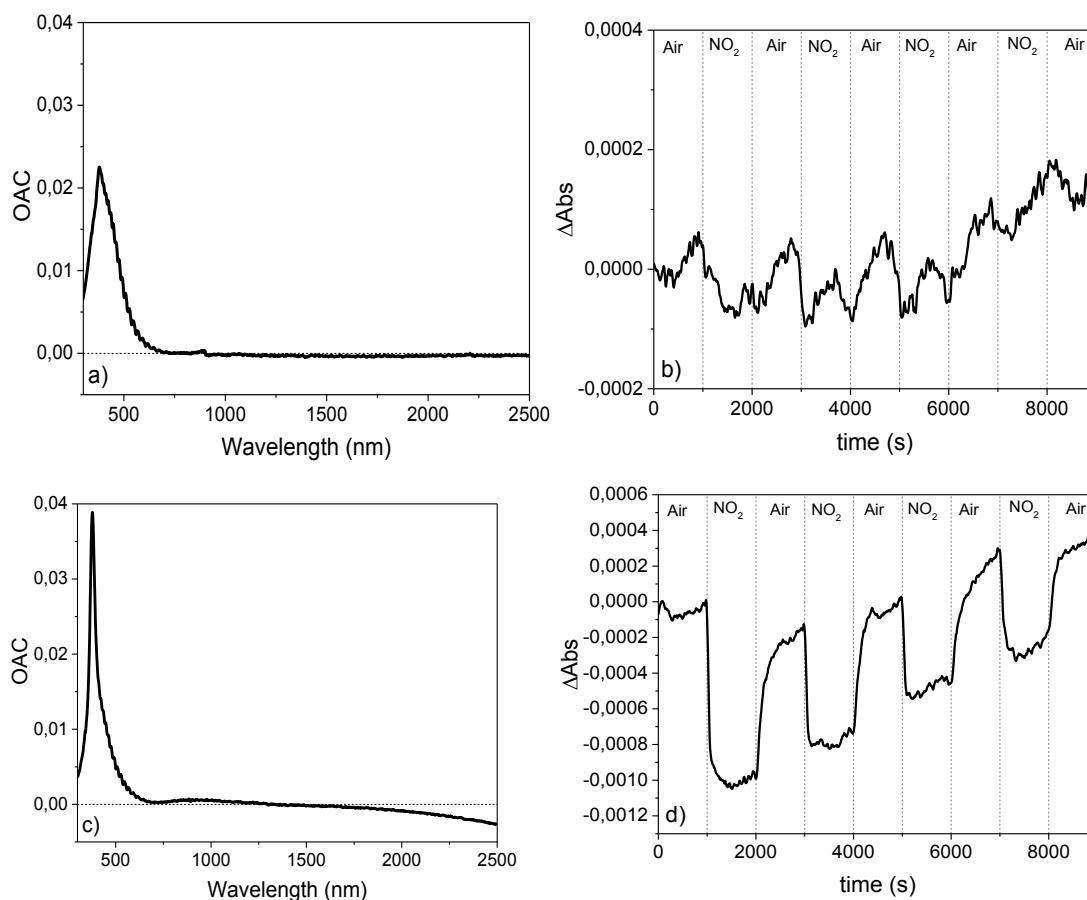 0,04
0,03
0,02
0,01
0,00
OAC
a)
500 1000 1500 2000 2500
Wavelength (nm)
Air NO₂ Air NO₂ Air NO₂ Air NO₂ Air
0,0004
0,0002
0,0000
-0,0002
ΔAbs
b)
0 2000 4000 6000 8000
time (s)
0,04
0,03
0,02
0,01
0,00
OAC
c)
500 1000 1500 2000 2500
Wavelength (nm)
Air NO₂ Air NO₂ Air NO₂ Air NO₂ Air
0,0006
0,0004
0,0002
0,0000
-0,0002
-0,0004
-0,0006
-0,0008
-0,0010
-0,0012
ΔAbs
d)
0 2000 4000 6000 8000
time (s)